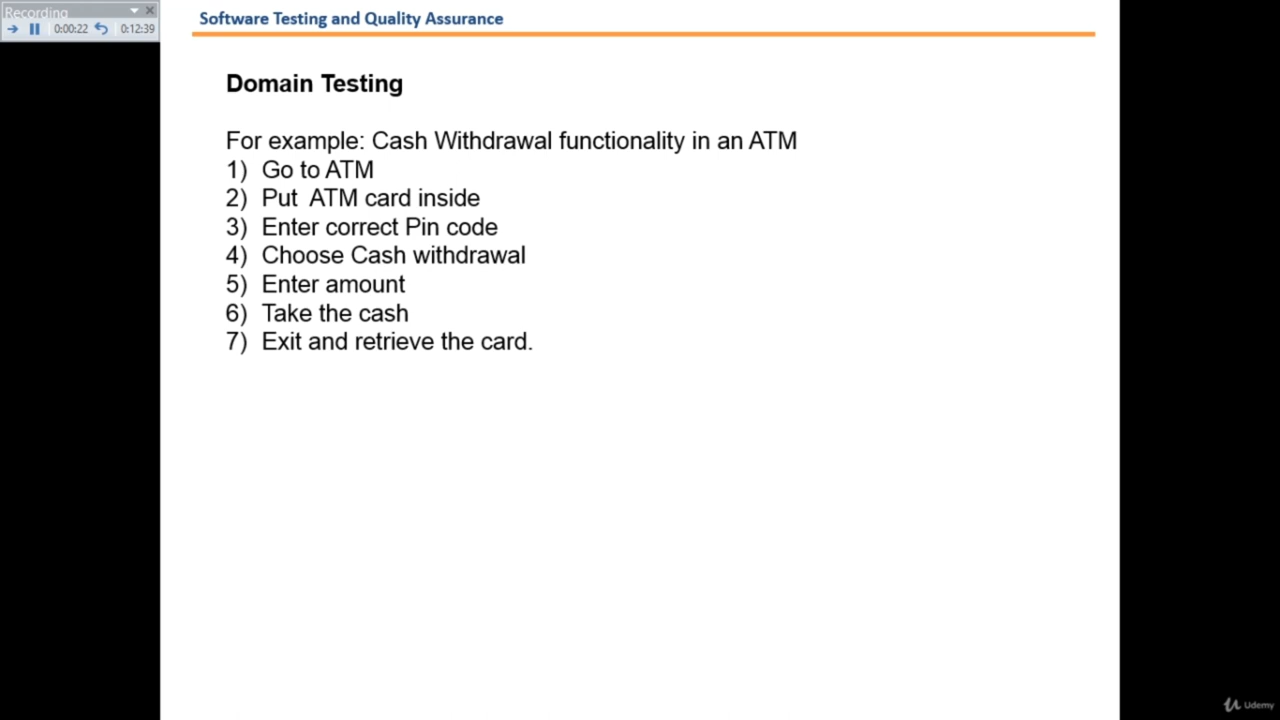 Recording
0:00:22 0:12:39
Software Testing and Quality Assurance
Domain Testing
For example: Cash Withdrawal functionality in an ATM
1) Go to ATM
2) Put  ATM card inside
3) Enter correct Pin code
4) Choose Cash withdrawal
5) Enter amount
6) Take the cash
7) Exit and retrieve the card.
Udemy